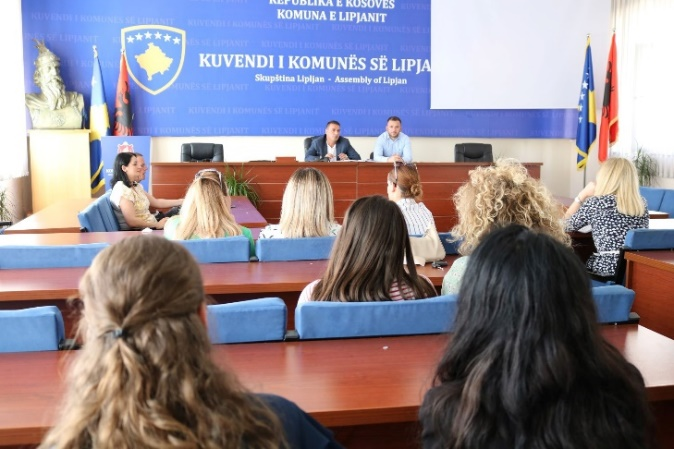 REPUBLIKA E KOSOVËS
KOMUNA E LIPJANIT
KUVENDI I KOMUNËS SË LIPJA
Skupština Lipljan - Assembly of Lipjan